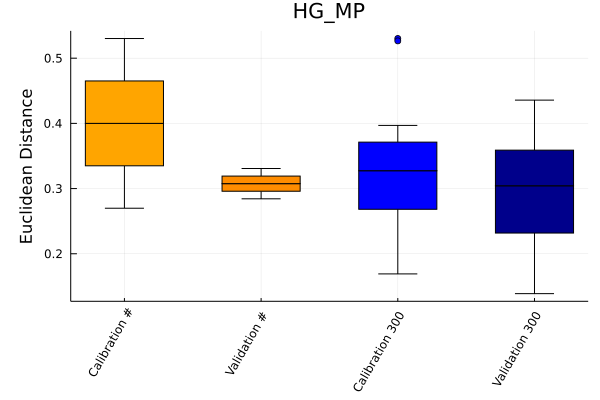 HG_MP
Euclidean Distance
0.5
0.4
0.3
0.2
Calibration #
Validation #
Calibration 300
Validation 300